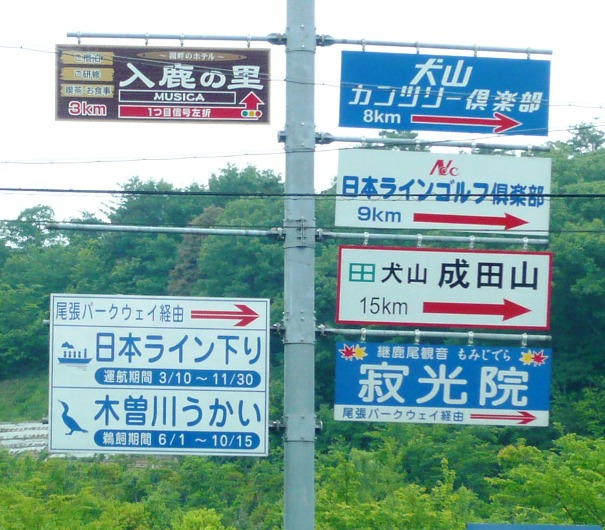 ～湖畔のホテル～
ご宿泊
ご研修
喫茶 お食事
入鹿の里
MUSICA
3km
1つ目信号左折
犬山
カンツリー倶楽部
8km
NLGC
日本ラインゴルフ倶楽部
9km
犬山 成田山
15km
継鹿尾観音 もみじでら
寂光院
尾張パークウェイ経由
尾張パークウェイ経由
日本ライン下り
運航期間 3/10～11/30
木曽川うかい
鵜飼期間 6/1～10/15